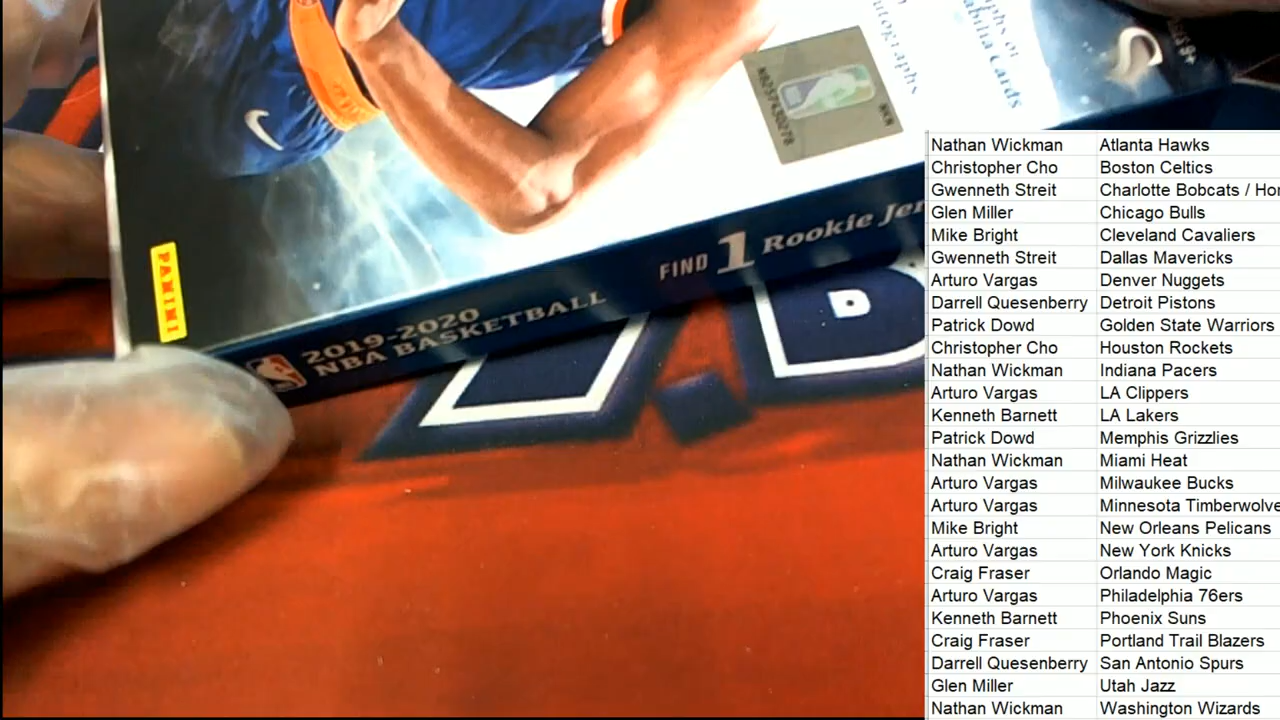 PANINI
2019-2020
NBA BASKETBALL
FIND 1 Rookie Jer
Nathan Wickman Atlanta Hawks
Christopher Cho Boston Celtics
Gwenneth Streit Charlotte Bobcats / Hor
Glen Miller Chicago Bulls
Mike Bright Cleveland Cavaliers
Gwenneth Streit Dallas Mavericks
Arturo Vargas Denver Nuggets
Darrell Quesenberry Detroit Pistons
Patrick Dowd Golden State Warriors
Christopher Cho Houston Rockets
Nathan Wickman Indiana Pacers
Arturo Vargas LA Clippers
Kenneth Barnett LA Lakers
Patrick Dowd Memphis Grizzlies
Nathan Wickman Miami Heat
Arturo Vargas Milwaukee Bucks
Arturo Vargas Minnesota Timberwolve
Mike Bright New Orleans Pelicans
Arturo Vargas New York Knicks
Craig Fraser Orlando Magic
Arturo Vargas Philadelphia 76ers
Kenneth Barnett Phoenix Suns
Craig Fraser Portland Trail Blazers
Darrell Quesenberry San Antonio Spurs
Glen Miller Utah Jazz
Nathan Wickman Washington Wizards